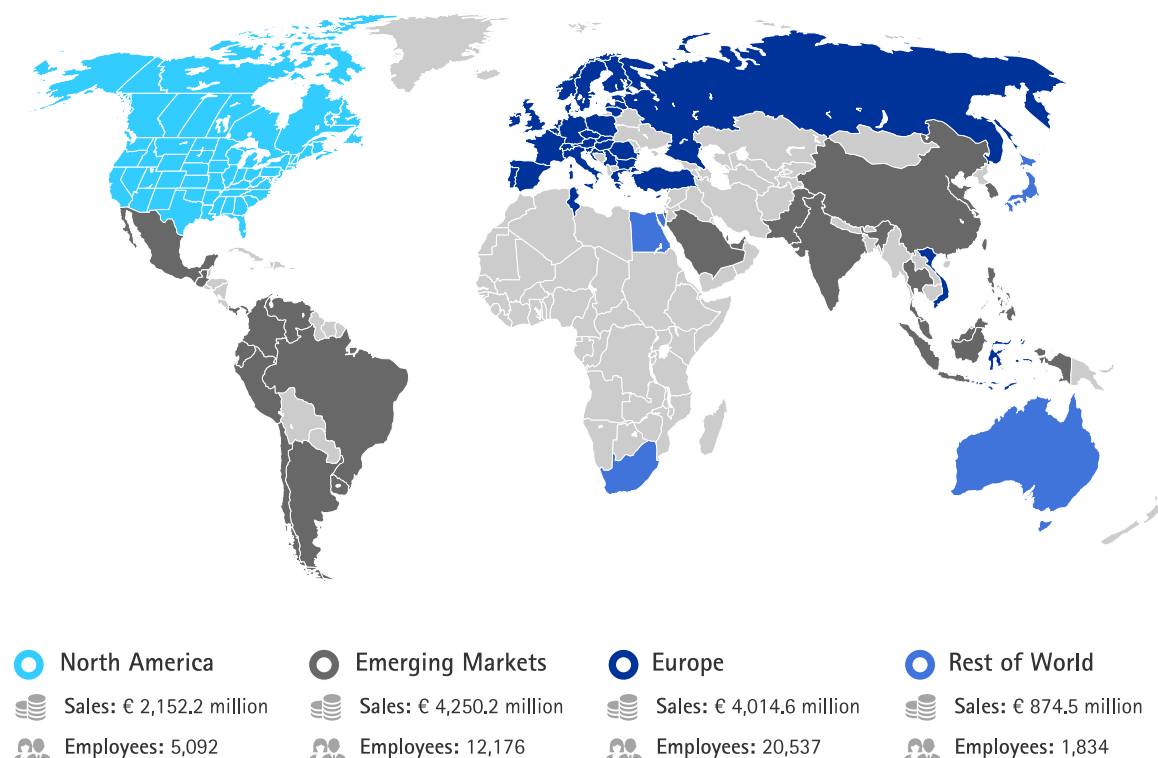 North America
Sales: € 2,152.2 million
Employees: 5,092
Emerging Markets
Sales: € 4,250.2 million
Employees: 12,176
Europe
Sales: € 4,014.6 million
Employees: 20,537
Rest of World
Sales: € 874.5 million
Employees: 1,834